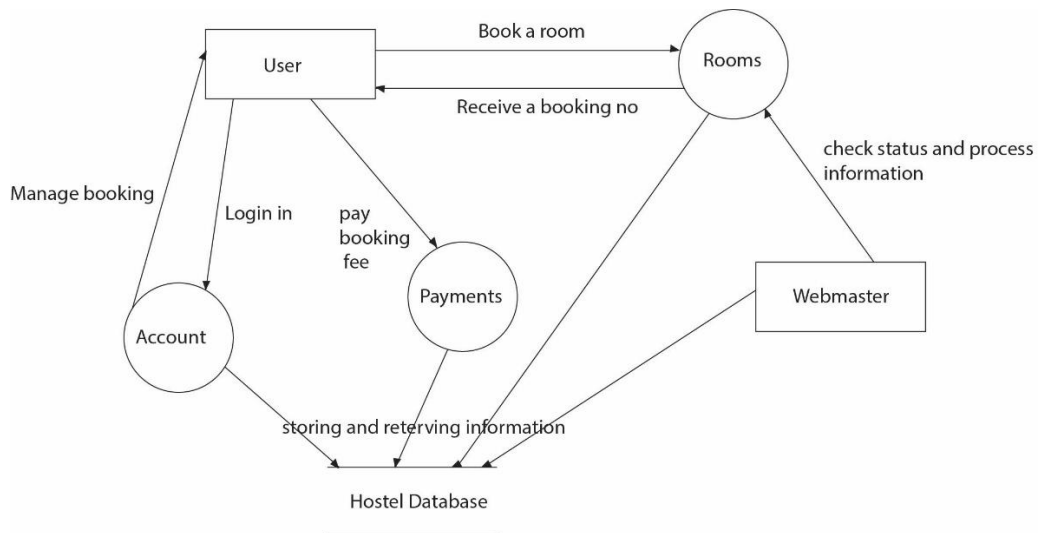 Book a room
User
Rooms
Receive a booking no
check status and process
information
Manage booking
Login in
pay
booking
fee
Payments
Webmaster
Account
storing and reterving information
Hostel Database